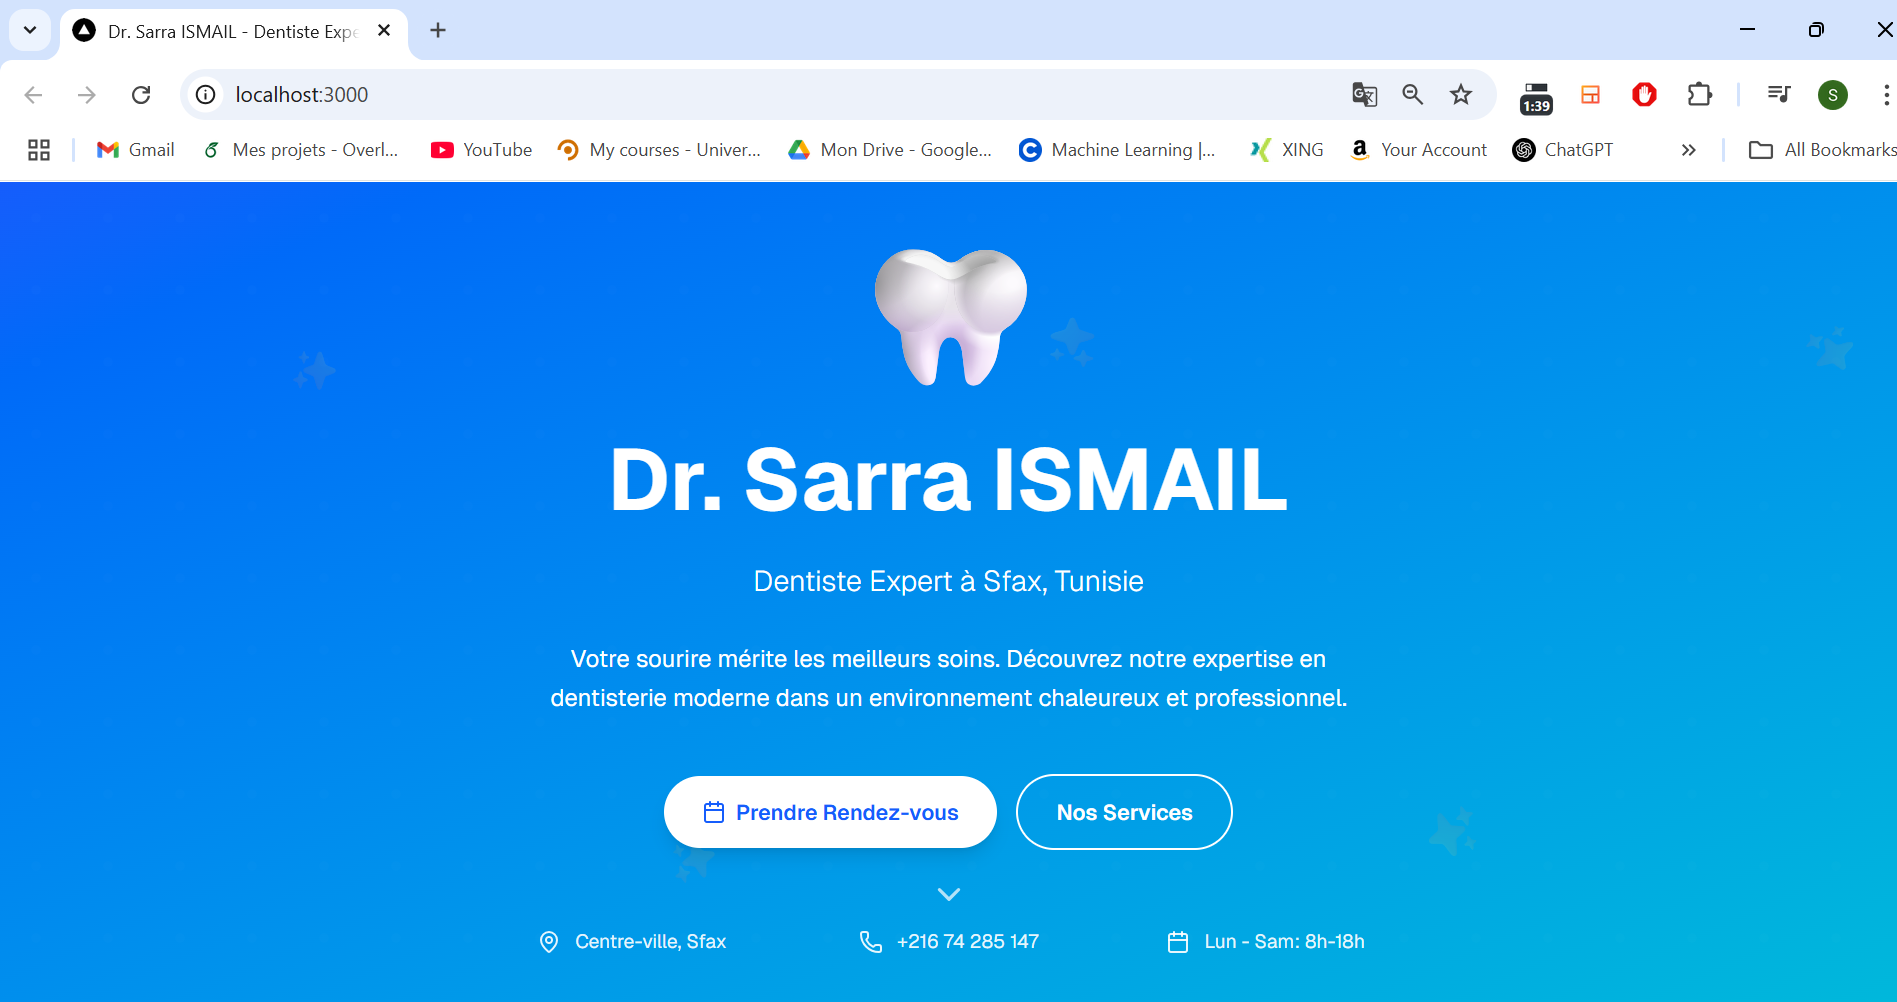 Dr. Sarra ISMAIL - Dentiste Expe
localhost:3000
1:39
S
Gmail
Mes projets - Overl...
YouTube
My courses - Univer...
Mon Drive - Google...
Machine Learning |...
XING
Your Account
ChatGPT
All Bookmarks
Dr. Sarra ISMAIL
Dentiste Expert à Sfax, Tunisie
Votre sourire mérite les meilleurs soins. Découvrez notre expertise en
dentisterie moderne dans un environnement chaleureux et professionnel.
Prendre Rendez-vous
Nos Services
Centre-ville, Sfax
+216 74 285 147
Lun - Sam: 8h-18h